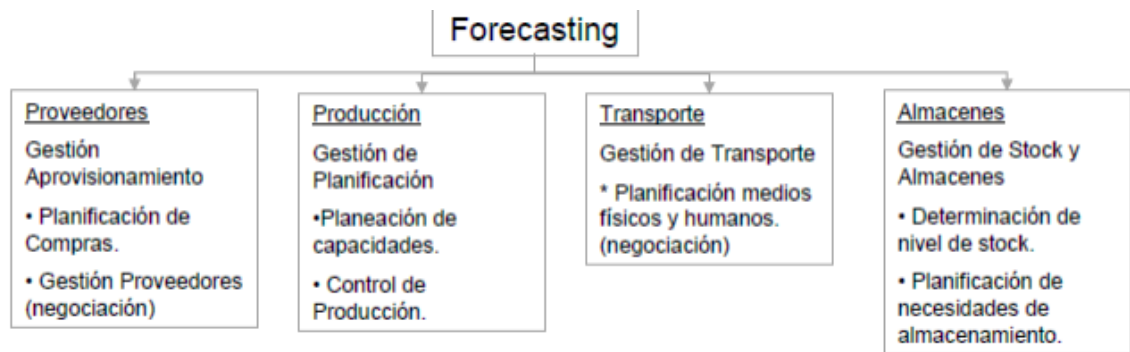 Forecasting
Proveedores
Gestión
Aprovisionamiento
• Planificación de
Compras.
• Gestión Proveedores
(negociación)
Producción
Gestión de
Planificación
•Planeación de
capacidades.
• Control de
Producción.
Transporte
Gestión de Transporte
* Planificación medios
físicos y humanos.
(negociación)
Almacenes
Gestión de Stock y
Almacenes
• Determinación de
nivel de stock.
• Planificación de
necesidades de
almacenamiento.